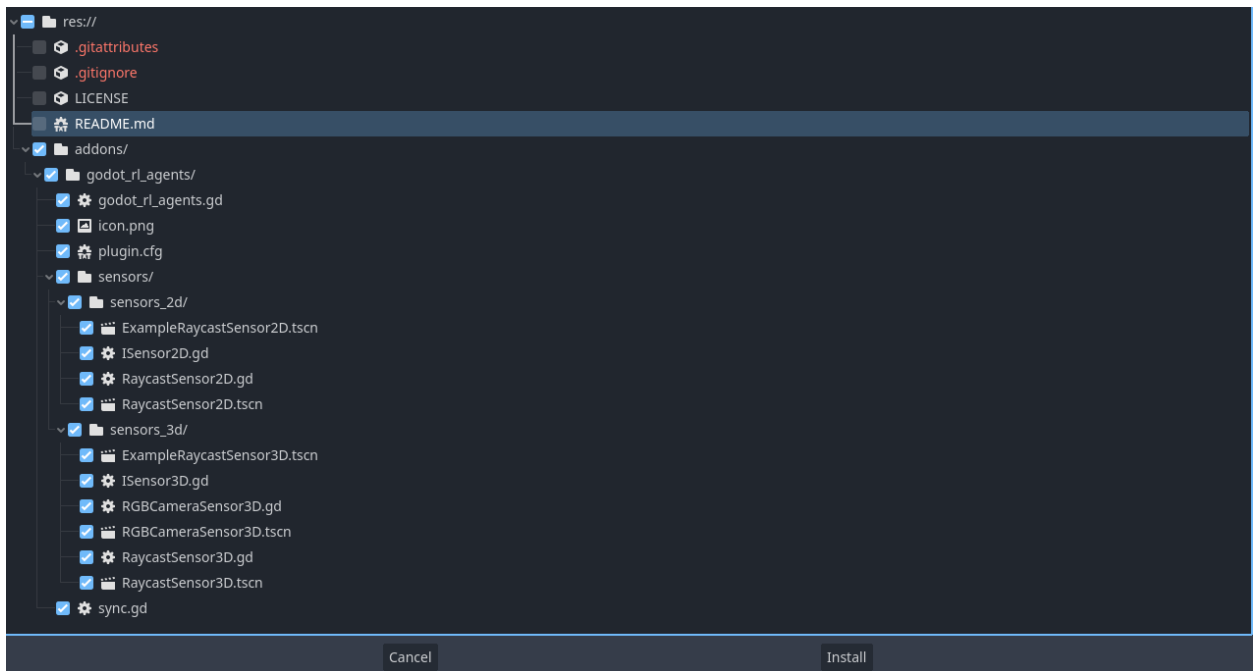 res://
.gitattributes
.gitignore
LICENSE
README.md
addons/
godot_rl_agents/
godot_rl_agents.gd
icon.png
plugin.cfg
sensors/
sensors_2d/
ExampleRaycastSensor2D.tscn
ISensor2D.gd
RaycastSensor2D.gd
RaycastSensor2D.tscn
sensors_3d/
ExampleRaycastSensor3D.tscn
ISensor3D.gd
RGBCameraSensor3D.gd
RGBCameraSensor3D.tscn
RaycastSensor3D.gd
RaycastSensor3D.tscn
sync.gd
Cancel Install